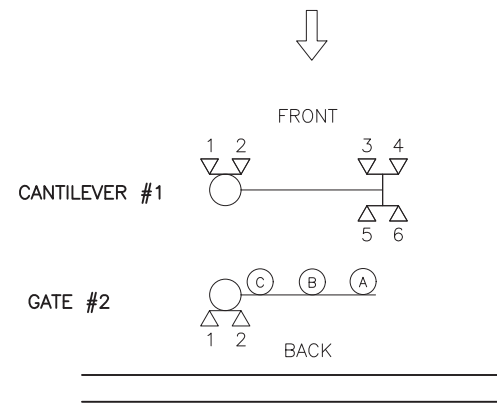 FRONT
1 2 3 4
CANTILEVER #1
5 6
C B A
GATE #2
1 2
BACK